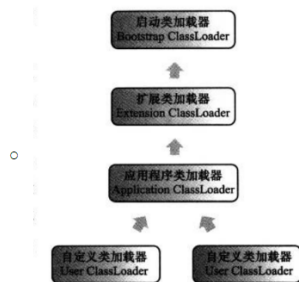 启动类加载器
Bootstrap ClassLoader
扩展类加载器
Extension ClassLoader
应用程序类加载器
Application ClassLoader
自定义类加载器
User ClassLoader
自定义类加载器
User ClassLoader